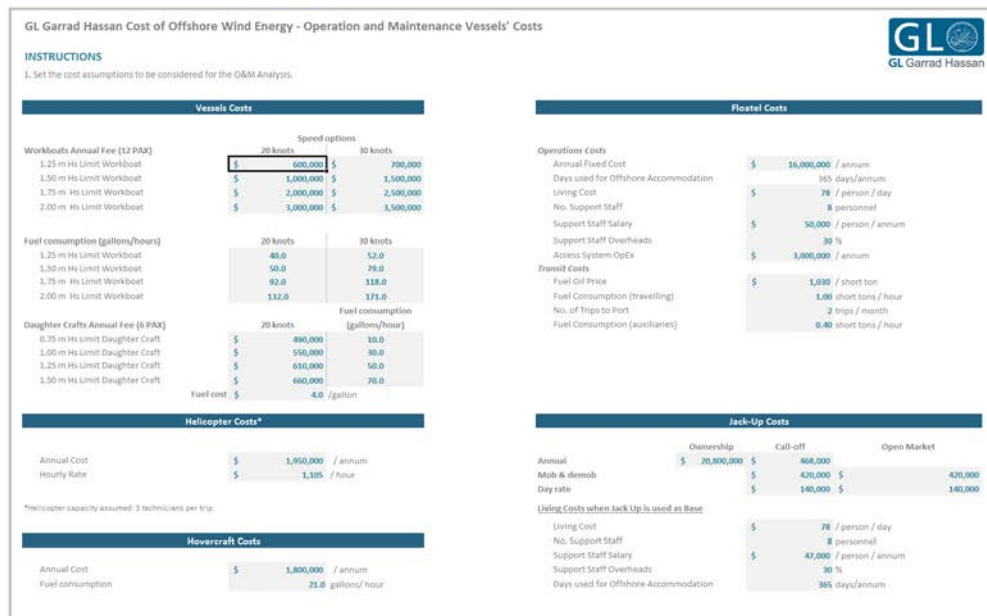 GL Garrad Hassan Cost of Offshore Wind Energy - Operation and Maintenance Vessels' Costs
GL
GL Garrad Hassan
INSTRUCTIONS
1. Set the cost assumptions to be considered for the O&M Analysis.
Vessels Costs
Speed options
Workboats Annual Fee (12 PAX) 20 knots 30 knots
1.25 m Hs Limit Workboat $ 600,000 $ 700,000
1.50 m Hs Limit Workboat $ 1,000,000 $ 1,500,000
1.75 m Hs Limit Workboat $ 2,000,000 $ 2,500,000
2.00 m Hs Limit Workboat $ 3,000,000 $ 3,500,000
Fuel consumption (gallons/hours) 20 knots 30 knots
1.25 m Hs Limit Workboat 40.0 52.0
1.50 m Hs Limit Workboat 50.0 79.0
1.75 m Hs Limit Workboat 92.0 118.0
2.00 m Hs Limit Workboat 132.0 171.0
Fuel consumption
Daughter Crafts Annual Fee (6 PAX) 20 knots (gallons/hour)
0.75 m Hs Limit Daughter Craft $ 490,000 10.0
1.00 m Hs Limit Daughter Craft $ 550,000 30.0
1.25 m Hs Limit Daughter Craft $ 610,000 50.0
1.50 m Hs Limit Daughter Craft $ 660,000 70.0
Fuel cost $ 4.0 /gallon
Helicopter Costs*
Annual Cost $ 1,950,000 / annum
Hourly Rate $ 1,105 / hour
*Helicopter capacity assumed: 3 technicians per trip.
Hovercraft Costs
Annual Cost $ 1,800,000 / annum
Fuel consumption 21.0 gallons/ hour
Floatel Costs
Operations Costs
Annual Fixed Cost $ 16,000,000 / annum
Days used for Offshore Accommodation 365 days/annum
Living Cost $ 78 / person / day
No. Support Staff 8 personnel
Support Staff Salary $ 50,000 / person / annum
Support Staff Overheads 30 %
Access System OpEx $ 3,000,000 / annum
Transit Costs
Fuel Oil Price $ 1,030 / short ton
Fuel Consumption (travelling) 1.00 short tons / hour
No. of Trips to Port 2 trips / month
Fuel Consumption (auxiliaries) 0.40 short tons / hour
Jack-Up Costs
Ownership Call-off Open Market
Annual $ 20,800,000 $ 468,000
Mob & demob $ 420,000 $ 420,000
Day rate $ 140,000 $ 140,000
Living Costs when Jack Up is used as Base
Living Cost $ 78 / person / day
No. Support Staff 8 personnel
Support Staff Salary $ 47,000 / person / annum
Support Staff Overheads 30 %
Days used for Offshore Accommodation 365 days/annum